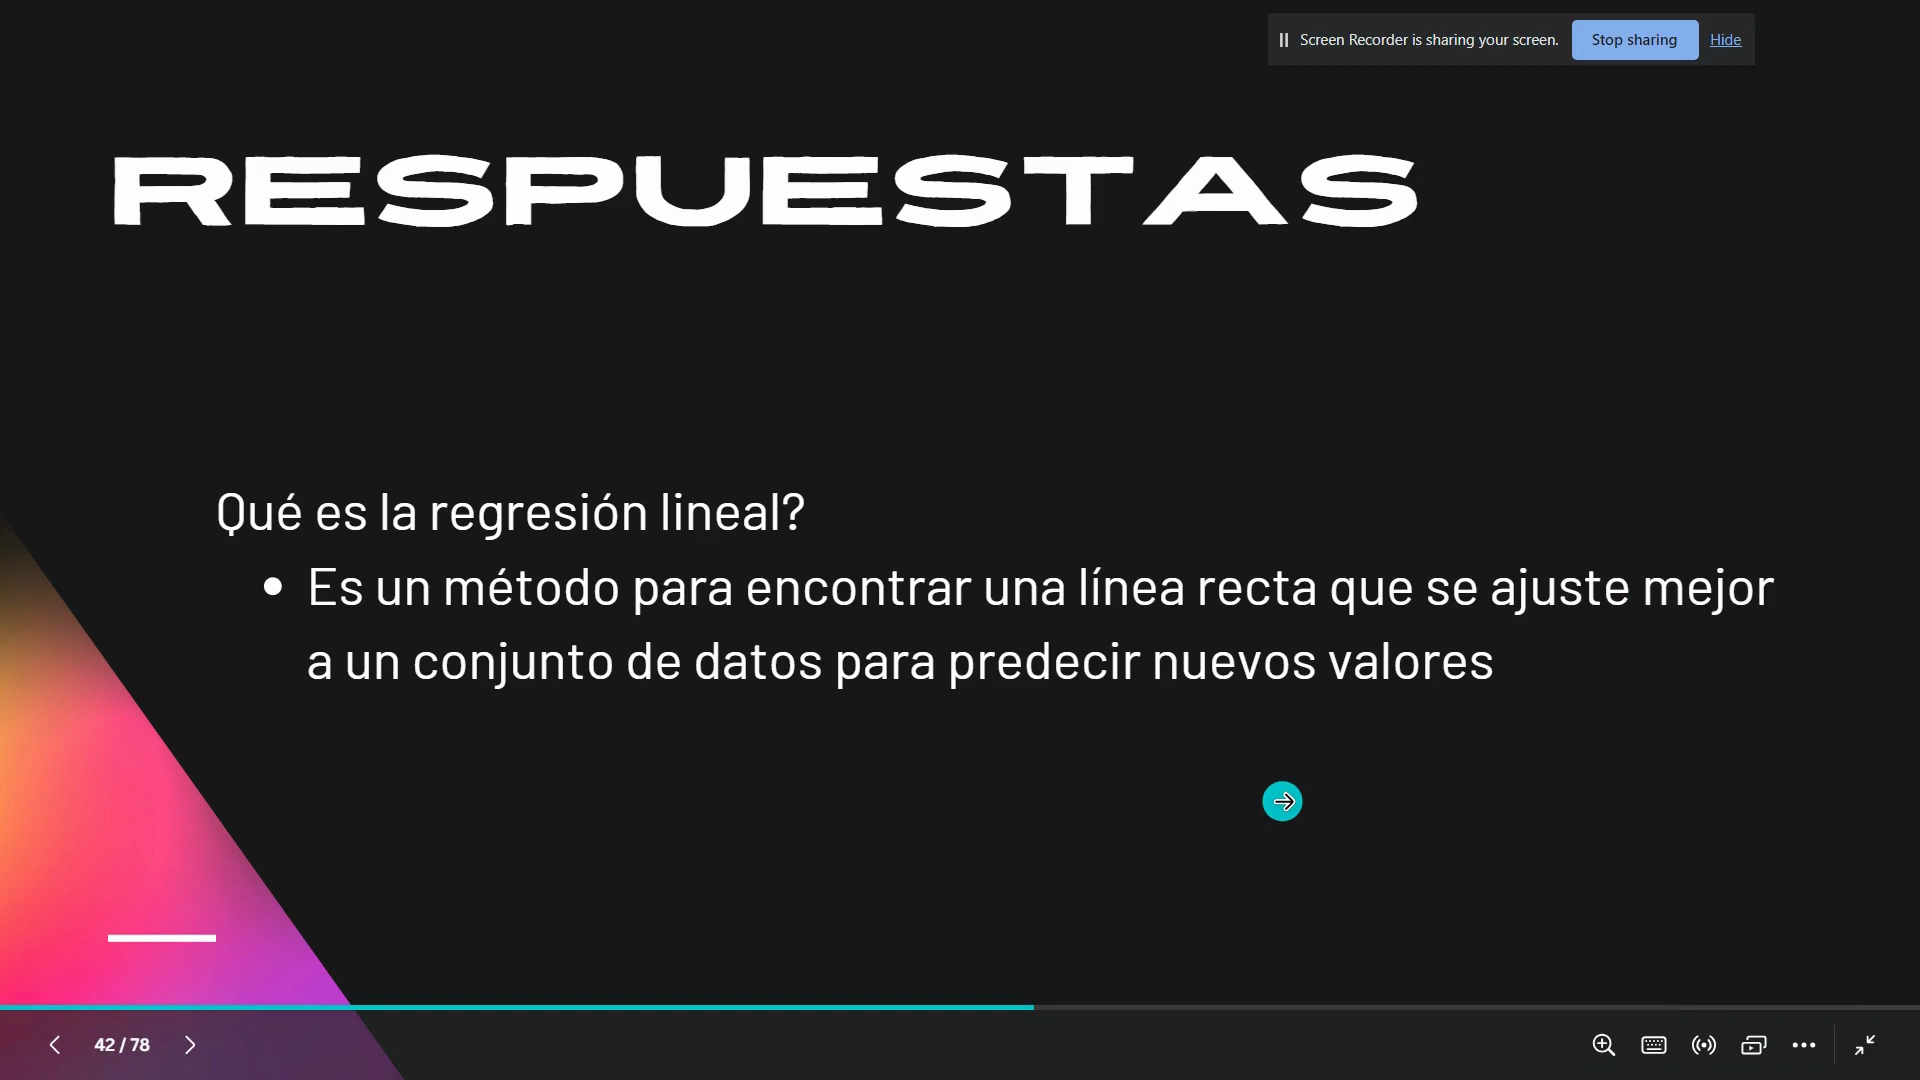 Screen Recorder is sharing your screen. Stop sharing Hide
RESPUESTAS
Qué es la regresión lineal?
• Es un método para encontrar una línea recta que se ajuste mejor
a un conjunto de datos para predecir nuevos valores
42 / 78